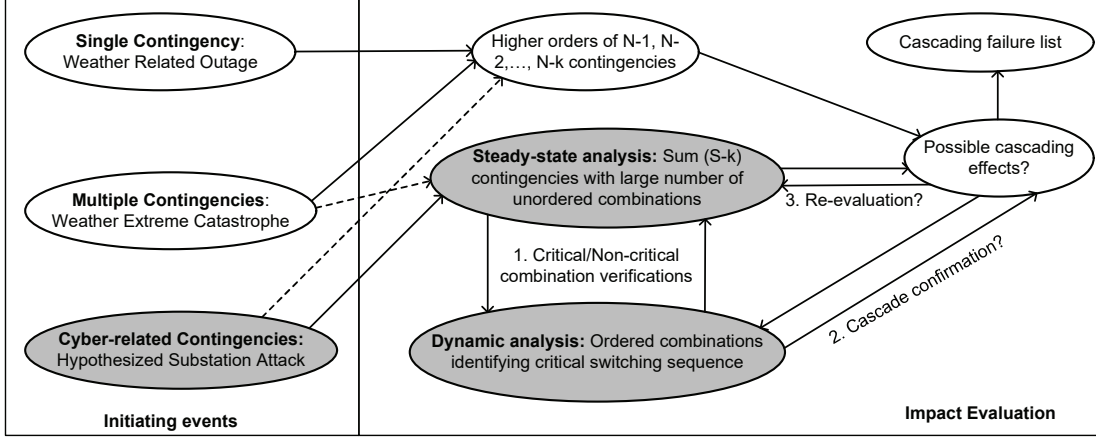 Single Contingency:
Weather Related Outage
Higher orders of N-1, N-
2,…, N-k contingencies
Cascading failure list
Possible cascading
effects?
Steady-state analysis: Sum (S-k)
contingencies with large number of
unordered combinations
3. Re-evaluation?
Multiple Contingencies:
Weather Extreme Catastrophe
1. Critical/Non-critical
combination verifications
2. Cascade confirmation?
Cyber-related Contingencies:
Hypothesized Substation Attack
Dynamic analysis: Ordered combinations
identifying critical switching sequence
Initiating events
Impact Evaluation